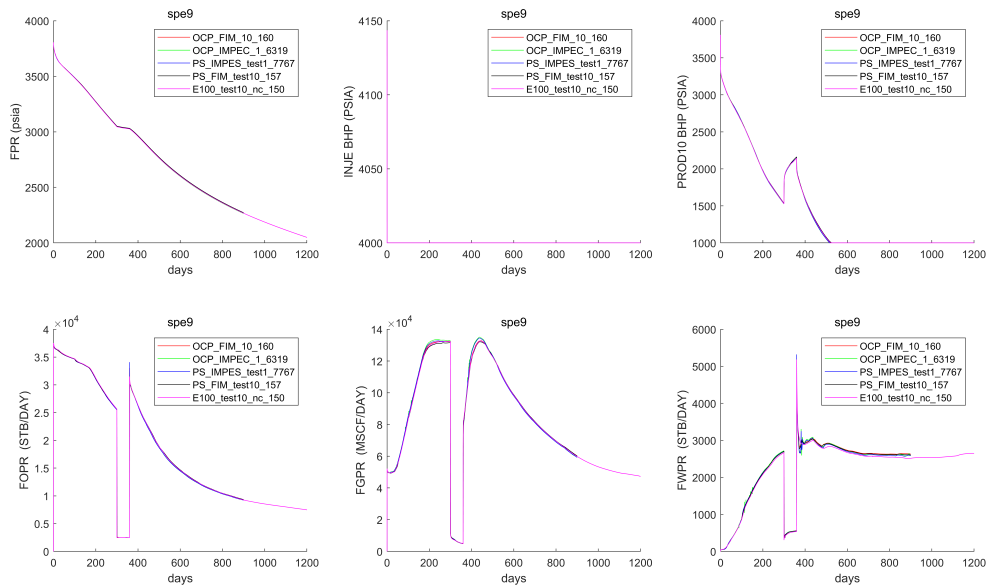 spe9
4000
3500
3000
2500
2000
FPR (psia)
0 200 400 600 800 1000 1200
days
OCP_FIM_10_160
OCP_IMPEC_1_6319
PS_IMPES_test1_7767
PS_FIM_test10_157
E100_test10_nc_150
spe9
4150
4100
4050
4000
INJE BHP (PSIA)
0 200 400 600 800 1000 1200
days
OCP_FIM_10_160
OCP_IMPEC_1_6319
PS_IMPES_test1_7767
PS_FIM_test10_157
E100_test10_nc_150
spe9
4000
3500
3000
2500
2000
1500
1000
PROD10 BHP (PSIA)
0 200 400 600 800 1000 1200
days
OCP_FIM_10_160
OCP_IMPEC_1_6319
PS_IMPES_test1_7767
PS_FIM_test10_157
E100_test10_nc_150
spe9
×10⁴
4
3.5
3
2.5
2
1.5
1
0.5
0
FOPR (STB/DAY)
0 200 400 600 800 1000 1200
days
OCP_FIM_10_160
OCP_IMPEC_1_6319
PS_IMPES_test1_7767
PS_FIM_test10_157
E100_test10_nc_150
spe9
×10⁴
14
12
10
8
6
4
2
0
FGPR (MSCF/DAY)
0 200 400 600 800 1000 1200
days
OCP_FIM_10_160
OCP_IMPEC_1_6319
PS_IMPES_test1_7767
PS_FIM_test10_157
E100_test10_nc_150
spe9
6000
5000
4000
3000
2000
1000
0
FWPR (STB/DAY)
0 200 400 600 800 1000 1200
days
OCP_FIM_10_160
OCP_IMPEC_1_6319
PS_IMPES_test1_7767
PS_FIM_test10_157
E100_test10_nc_150